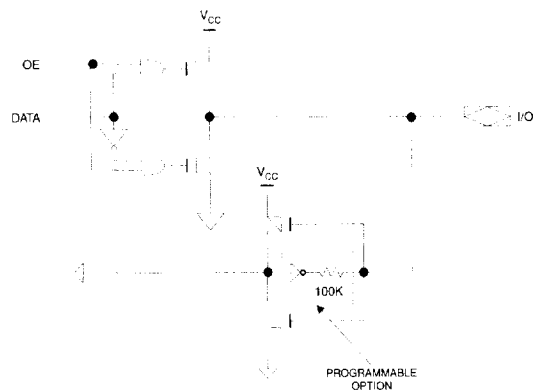 VCC
OE
DATA
I/O
VCC
100K
PROGRAMMABLE
OPTION